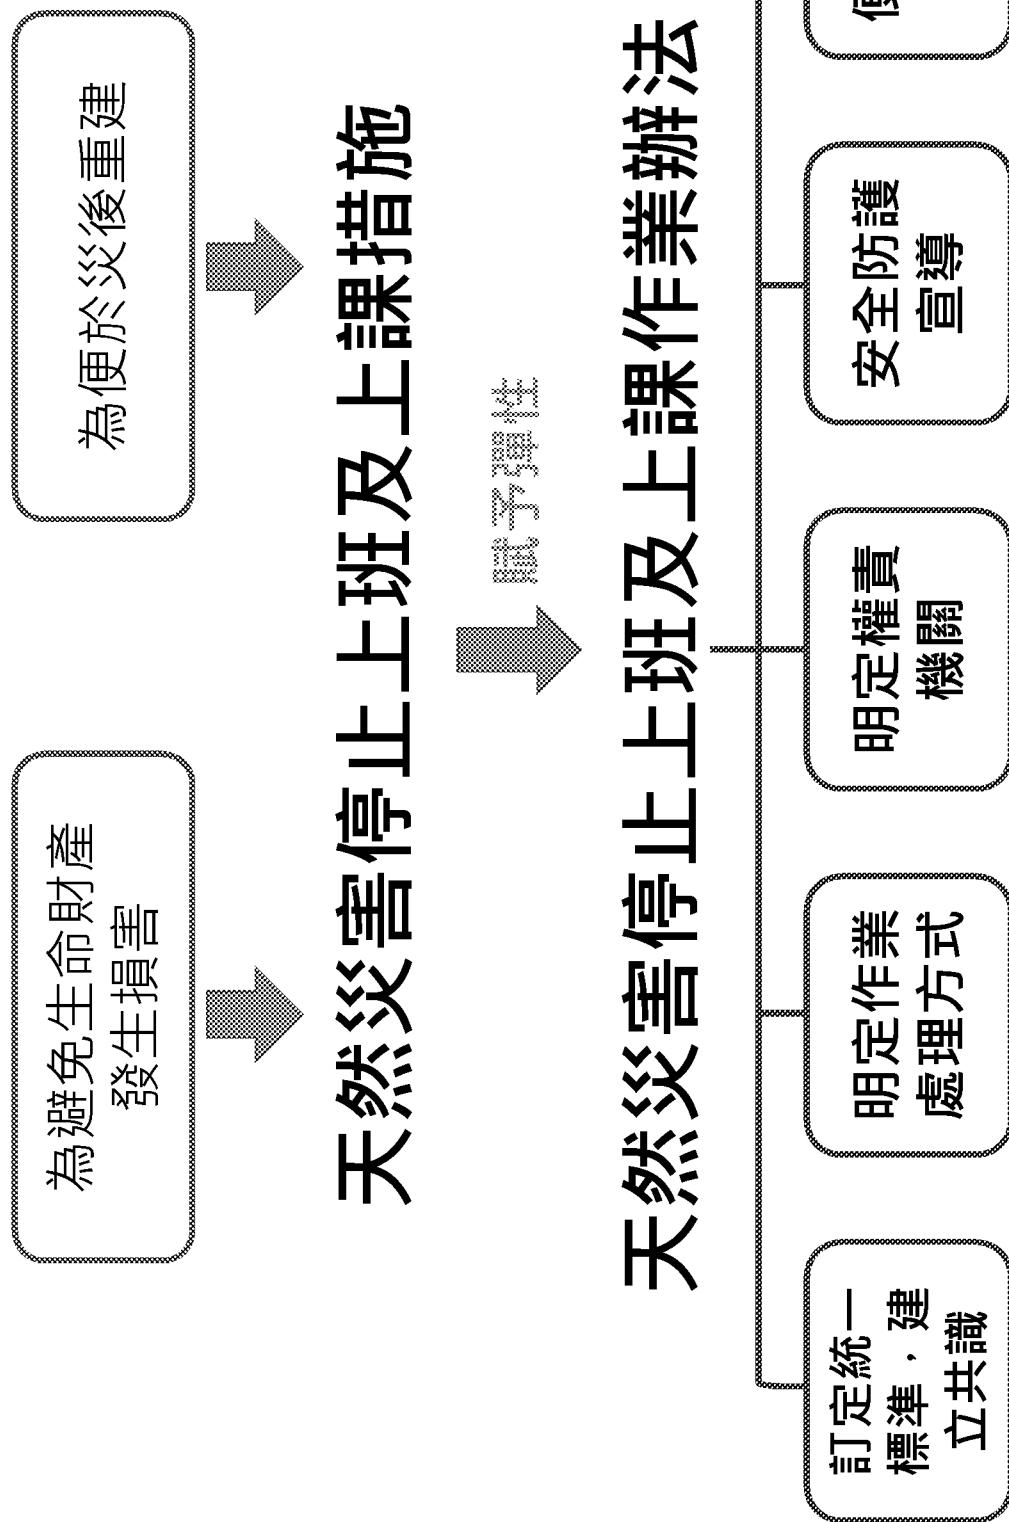 為避免生命財產
發生損害
為便於災後重建
天然災害停止上班及上課措施
賦予彈性
天然災害停止上班及上課作業辦法
訂定統一
標準，建
立共識
明定作業
處理方式
明定權責
機關
安全防護
宣導